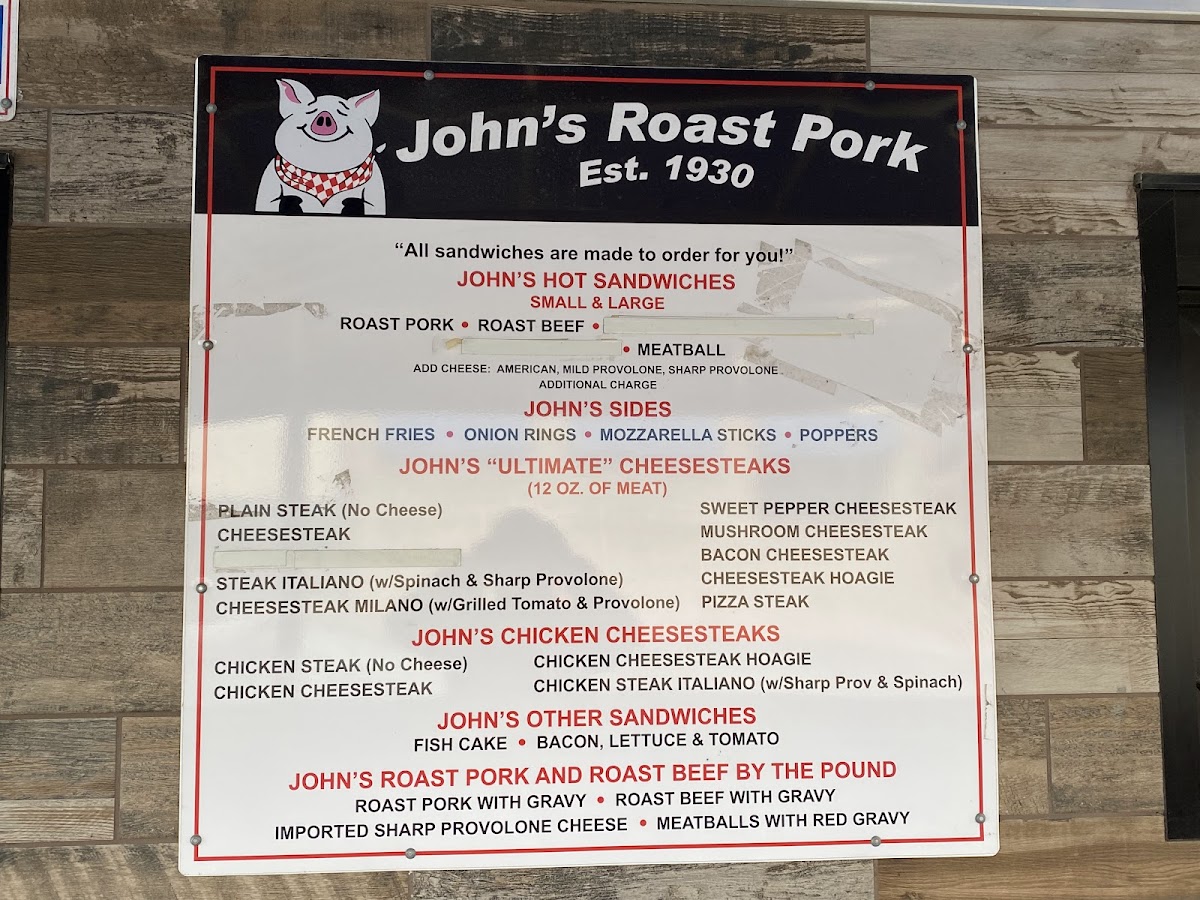 John's Roast Pork
Est. 1930
“All sandwiches are made to order for you!”
JOHN'S HOT SANDWICHES
SMALL & LARGE
ROAST PORK • ROAST BEEF •
• MEATBALL
ADD CHEESE: AMERICAN, MILD PROVOLONE, SHARP PROVOLONE
ADDITIONAL CHARGE
JOHN'S SIDES
FRENCH FRIES • ONION RINGS • MOZZARELLA STICKS • POPPERS
JOHN'S “ULTIMATE” CHEESESTEAKS
(12 OZ. OF MEAT)
PLAIN STEAK (No Cheese)
CHEESESTEAK
STEAK ITALIANO (w/Spinach & Sharp Provolone)
CHEESESTEAK MILANO (w/Grilled Tomato & Provolone)
SWEET PEPPER CHEESESTEAK
MUSHROOM CHEESESTEAK
BACON CHEESESTEAK
CHEESESTEAK HOAGIE
PIZZA STEAK
JOHN'S CHICKEN CHEESESTEAKS
CHICKEN STEAK (No Cheese)
CHICKEN CHEESESTEAK
CHICKEN CHEESESTEAK HOAGIE
CHICKEN STEAK ITALIANO (w/Sharp Prov & Spinach)
JOHN'S OTHER SANDWICHES
FISH CAKE • BACON, LETTUCE & TOMATO
JOHN'S ROAST PORK AND ROAST BEEF BY THE POUND
ROAST PORK WITH GRAVY • ROAST BEEF WITH GRAVY
IMPORTED SHARP PROVOLONE CHEESE • MEATBALLS WITH RED GRAVY